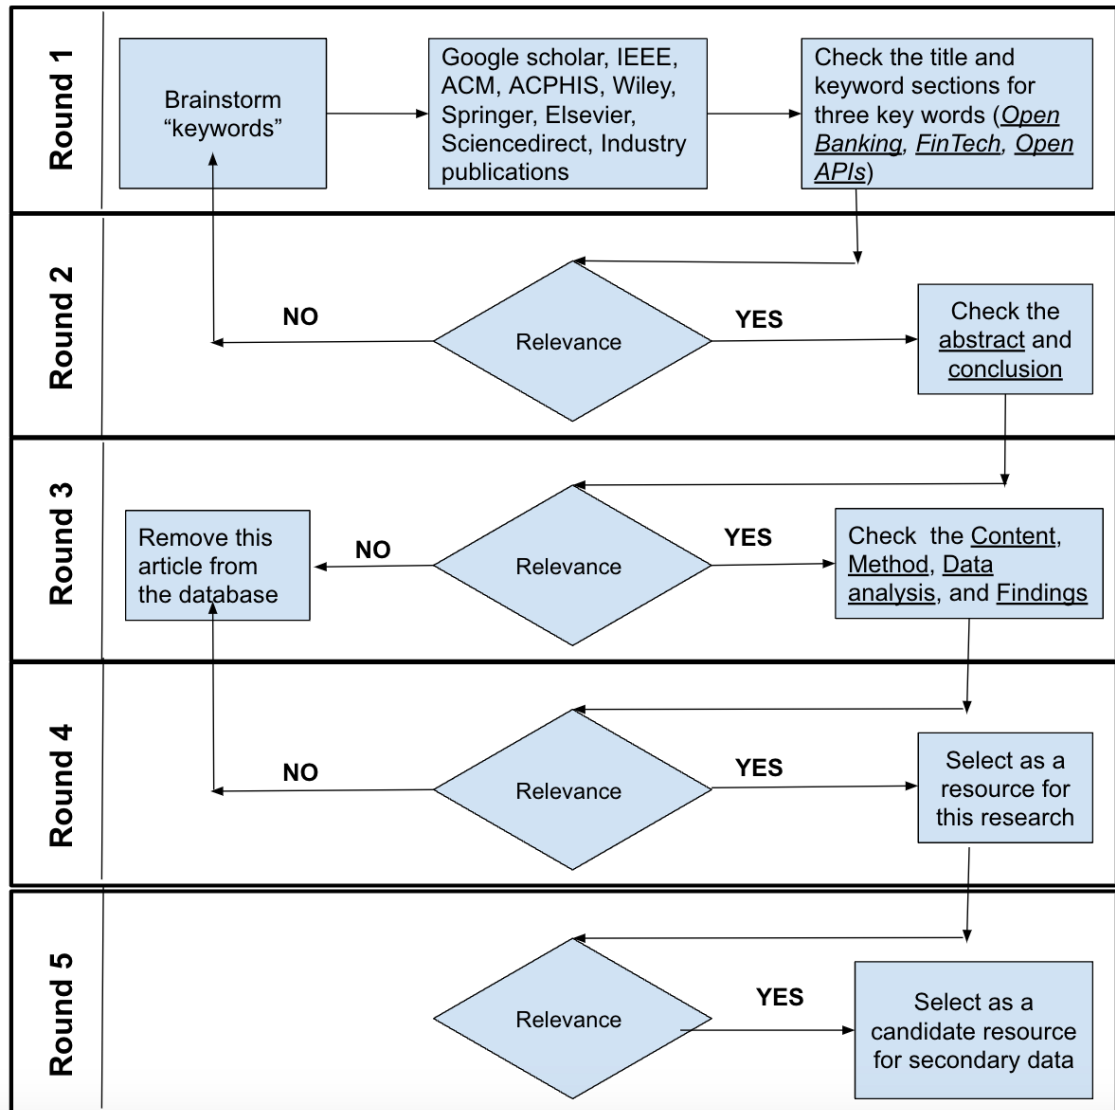 Round 1
Brainstorm
“keywords”
Google scholar, IEEE,
ACM, ACPHIS, Wiley,
Springer, Elsevier,
Sciencedirect, Industry
publications
Check the title and
keyword sections for
three key words (Open
Banking, FinTech, Open
APIs)
Round 2
NO
Relevance
YES
Check the
abstract and
conclusion
Round 3
Remove this
article from
the database
NO
Relevance
YES
Check the Content,
Method, Data
analysis, and Findings
Round 4
NO
Relevance
YES
Select as a
resource for
this research
Round 5
Relevance
YES
Select as a
candidate resource
for secondary data